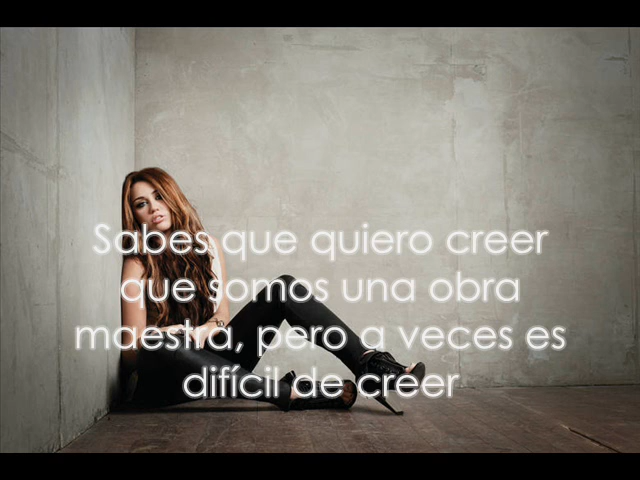 Sabes que quiero creer
que somos una obra
maestra, pero a veces es
difícil de creer